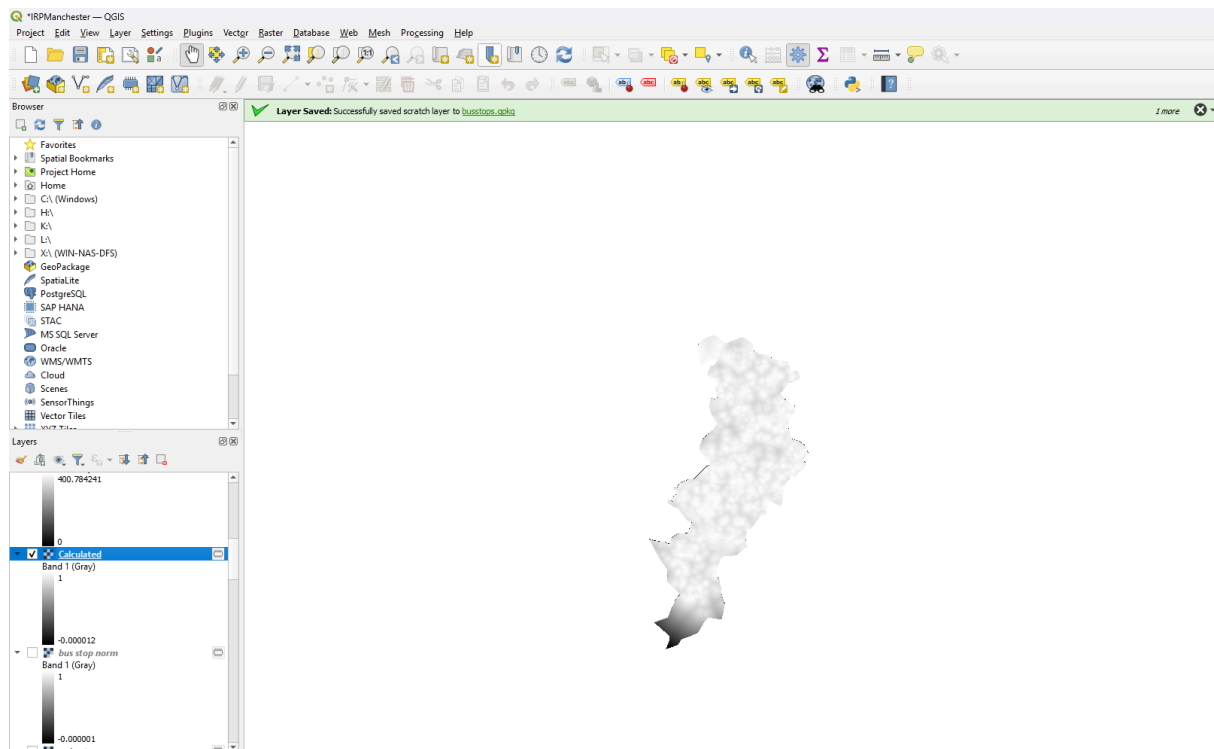 *IRPManchester — QGIS
Project Edit View Layer Settings Plugins Vector Raster Database Web Mesh Processing Help
Browser
Layer Saved: Successfully saved scratch layer to busstops.gpkg
1 more
Favorites
Spatial Bookmarks
Project Home
Home
C:\ (Windows)
H:\
K:\
L:\
X:\ (WIN-NAS-DFS)
GeoPackage
SpatiaLite
PostgreSQL
SAP HANA
STAC
MS SQL Server
Oracle
WMS/WMTS
Cloud
Scenes
SensorThings
Vector Tiles
XYZ Tiles
Layers
400.784241
0
Calculated
Band 1 (Gray)
1
-0.000012
bus stop norm
Band 1 (Gray)
1
-0.000001